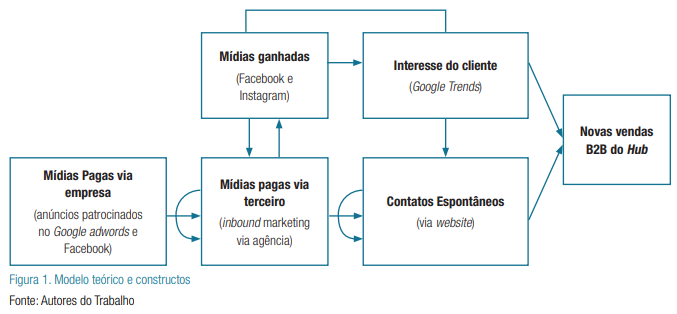 Mídias ganhadas
(Facebook e
Instagram)
Interesse do cliente
(Google Trends)
Novas vendas
B2B do Hub
Mídias Pagas via
empresa
(anúncios patrocinados
no Google adwords e
Facebook)
Mídias pagas via
terceiro
(inbound marketing
via agência)
Contatos Espontâneos
(via website)
Figura 1. Modelo teórico e constructos
Fonte: Autores do Trabalho